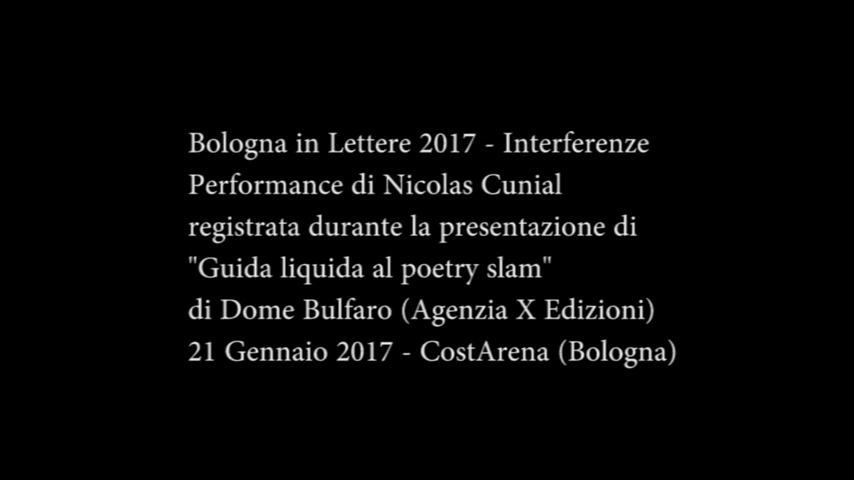 Bologna in Lettere 2017 - Interferenze
Performance di Nicolas Cunial
registrata durante la presentazione di
"Guida liquida al poetry slam"
di Dome Bulfaro (Agenzia X Edizioni)
21 Gennaio 2017 - CostArena (Bologna)